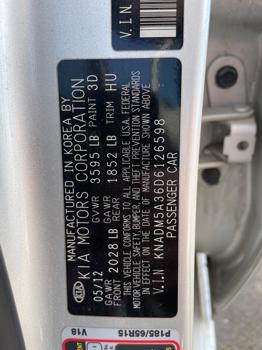 V.I.N
MANUFACTURED IN KOREA BY
KIA MOTORS CORPORATION
05/12 GVWR 3595 LB PAINT 3D
GAWR FRONT 2028 LB GAWR REAR 1852 LB TRIM HU
THIS VEHICLE CONFORMS TO ALL APPLICABLE U.S.A. FEDERAL
MOTOR VEHICLE SAFETY, BUMPER, AND THEFT PREVENTION STANDARDS
IN EFFECT ON THE DATE OF MANUFACTURE SHOWN ABOVE
V.I.N KNADM5A36D6126598
PASSENGER CAR
KIA
P185/65R15
V18